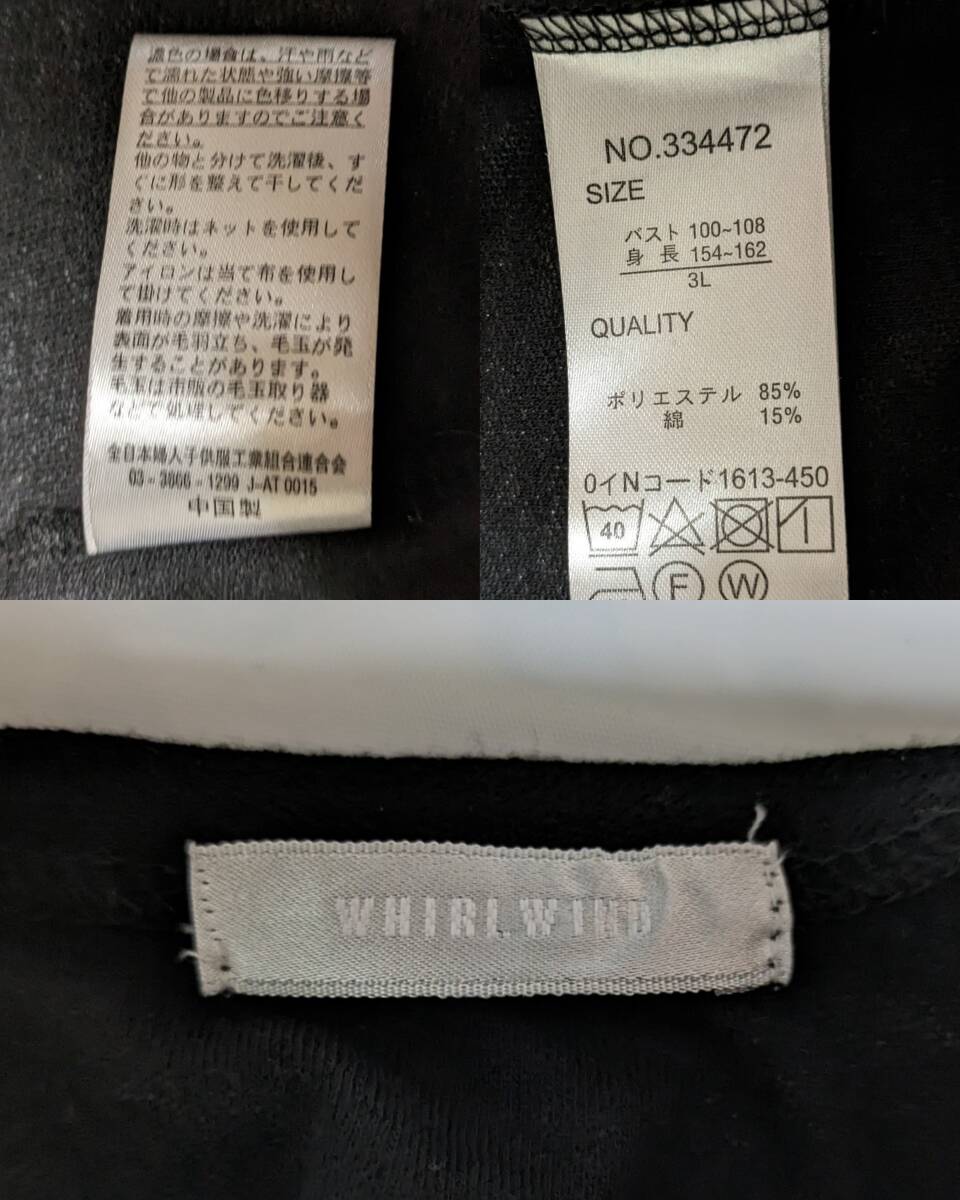 濃色の場合は、汗や雨など
で濡れた状態や強い摩擦等
で他の製品に色移りする場
合がありますのでご注意く
ださい。
他の物と分けて洗濯後、す
ぐに形を整えて干してくだ
さい。
洗濯時はネットを使用して
ください。
アイロンは当て布を使用し
て掛けてください。
着用時の摩擦や洗濯により
表面が毛羽立ち、毛玉が発
生することがあります。
毛玉は市販の毛玉取り器
などで処理してください。
全日本婦人子供服工業組合連合会
03-3866-1299 J-AT 0015
中国製
NO.334472
SIZE
バスト 100~108
身 長 154~162
3L
QUALITY
ポリエステル 85%
綿 15%
0イNコード1613-450
40
F W
WHIRLWIND